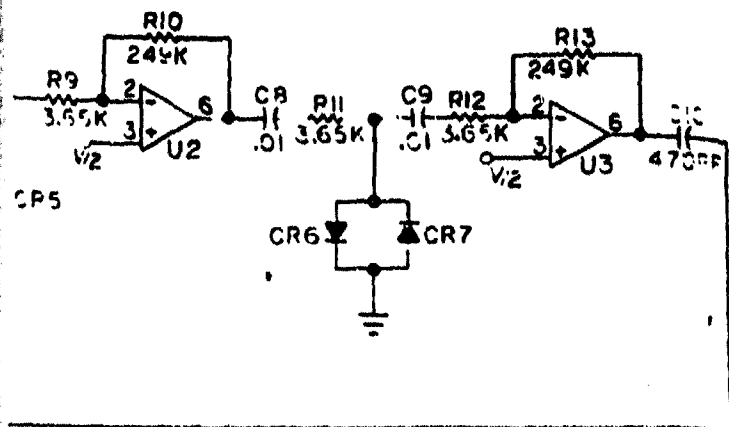 R10
249K
R9
3.65K
2
-
6
3
+
U2
V/2
C8
.01
R11
3.65K
C9
.01
R12
3.65K
R13
249K
2
-
6
3
+
U3
V/2
470PF
CR5
CR6
CR7